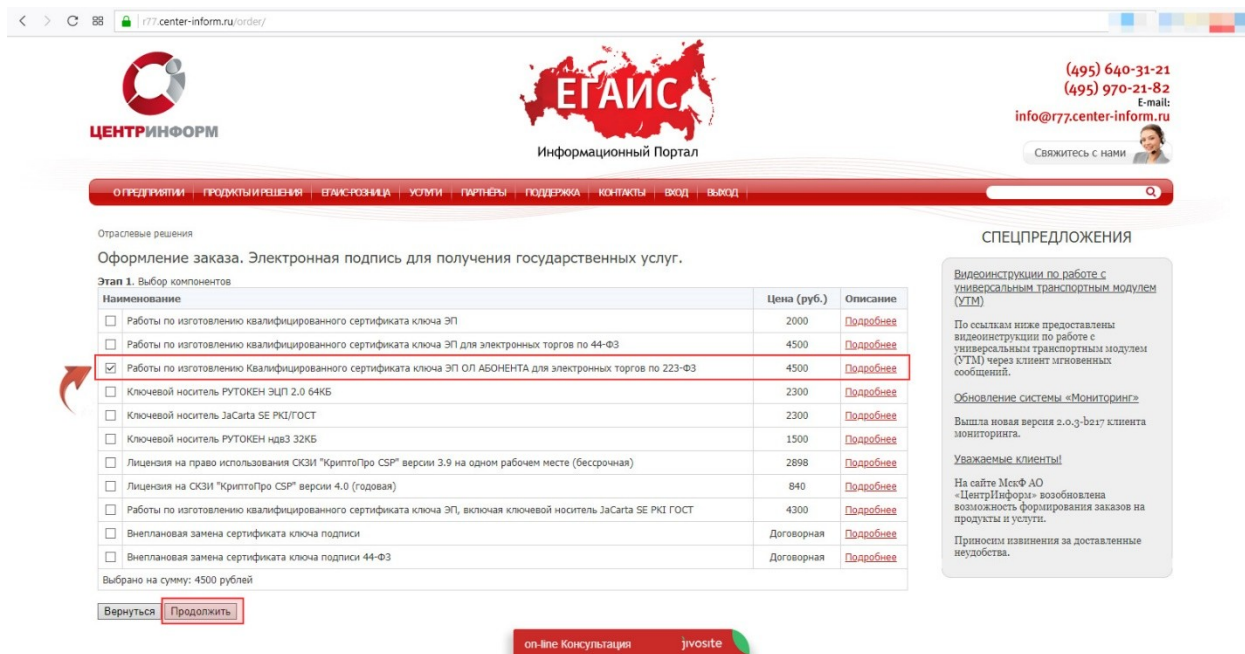 r77.center-inform.ru/order/
ЦЕНТРИНФОРМ
ЕГАИС
Информационный Портал
(495) 640-31-21
(495) 970-21-82
E-mail:
info@r77.center-inform.ru
Свяжитесь с нами
О ПРЕДПРИЯТИИ ПРОДУКТЫ И РЕШЕНИЯ ЕГАИС-РОЗНИЦА УСЛУГИ ПАРТНЁРЫ ПОДДЕРЖКА КОНТАКТЫ ВХОД ВЫХОД
Отраслевые решения
Оформление заказа. Электронная подпись для получения государственных услуг.
Этап 1. Выбор компонентов
Наименование Цена (руб.) Описание
Работы по изготовлению квалифицированного сертификата ключа ЭП 2000 Подробнее
Работы по изготовлению квалифицированного сертификата ключа ЭП для электронных торгов по 44-ФЗ 4500 Подробнее
Работы по изготовлению Квалифицированного сертификата ключа ЭП ОЛ АБОНЕНТА для электронных торгов по 223-ФЗ 4500 Подробнее
Ключевой носитель РУТОКЕН ЭЦП 2.0 64КБ 2300 Подробнее
Ключевой носитель JaCarta SE PKI/ГОСТ 2300 Подробнее
Ключевой носитель РУТОКЕН ндв3 32КБ 1500 Подробнее
Лицензия на право использования СКЗИ "КриптоПро CSP" версии 3.9 на одном рабочем месте (бессрочная) 2898 Подробнее
Лицензия на СКЗИ "КриптоПро CSP" версии 4.0 (годовая) 840 Подробнее
Работы по изготовлению квалифицированного сертификата ключа ЭП, включая ключевой носитель JaCarta SE PKI ГОСТ 4300 Подробнее
Внеплановая замена сертификата ключа подписи Договорная Подробнее
Внеплановая замена сертификата ключа подписи 44-ФЗ Договорная Подробнее
Выбрано на сумму: 4500 рублей
Вернуться Продолжить
СПЕЦПРЕДЛОЖЕНИЯ
Видеоинструкции по работе с
универсальным транспортным модулем
(УТМ)
По ссылкам ниже предоставлены
видеоинструкции по работе с
универсальным транспортным модулем
(УТМ) через клиент мгновенных
сообщений.
Обновление системы «Мониторинг»
Вышла новая версия 2.0.3-b217 клиента
мониторинга.
Уважаемые клиенты!
На сайте МскФ АО
«ЦентрИнформ» возобновлена
возможность формирования заказов на
продукты и услуги.
Приносим извинения за доставленные
неудобства.
on-line Консультация jivosite